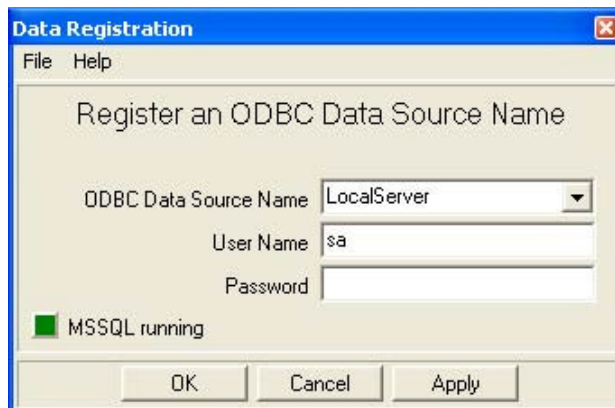 Data Registration
File Help
Register an ODBC Data Source Name
ODBC Data Source Name LocalServer
User Name sa
Password
MSSQL running
OK Cancel Apply